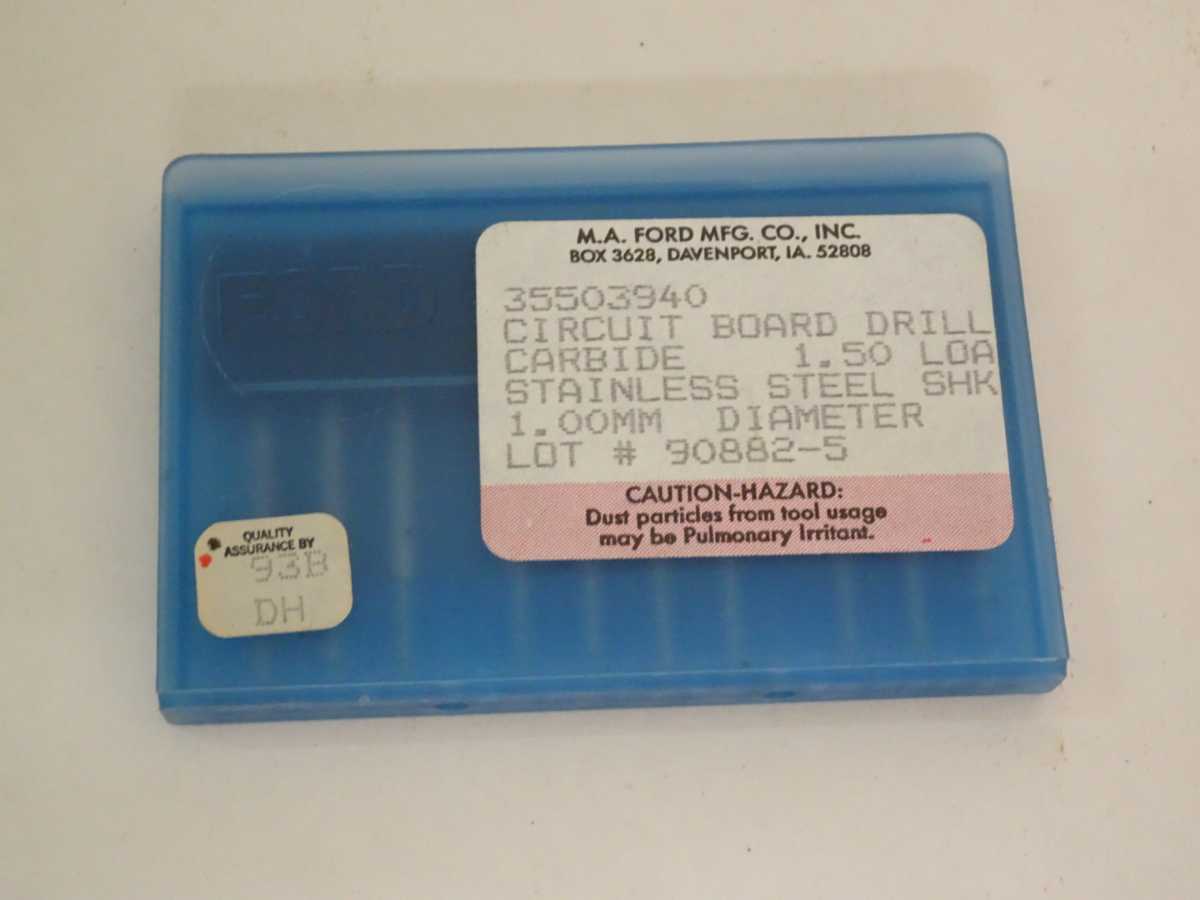 M.A. FORD MFG. CO., INC.
BOX 3628, DAVENPORT, IA. 52808
35503940
CIRCUIT BOARD DRILL
CARBIDE 1.50 LOA
STAINLESS STEEL SHK
1.00MM DIAMETER
LOT # 90882-5
CAUTION-HAZARD:
Dust particles from tool usage
may be Pulmonary Irritant.
FORD
QUALITY
ASSURANCE BY
93B
DH